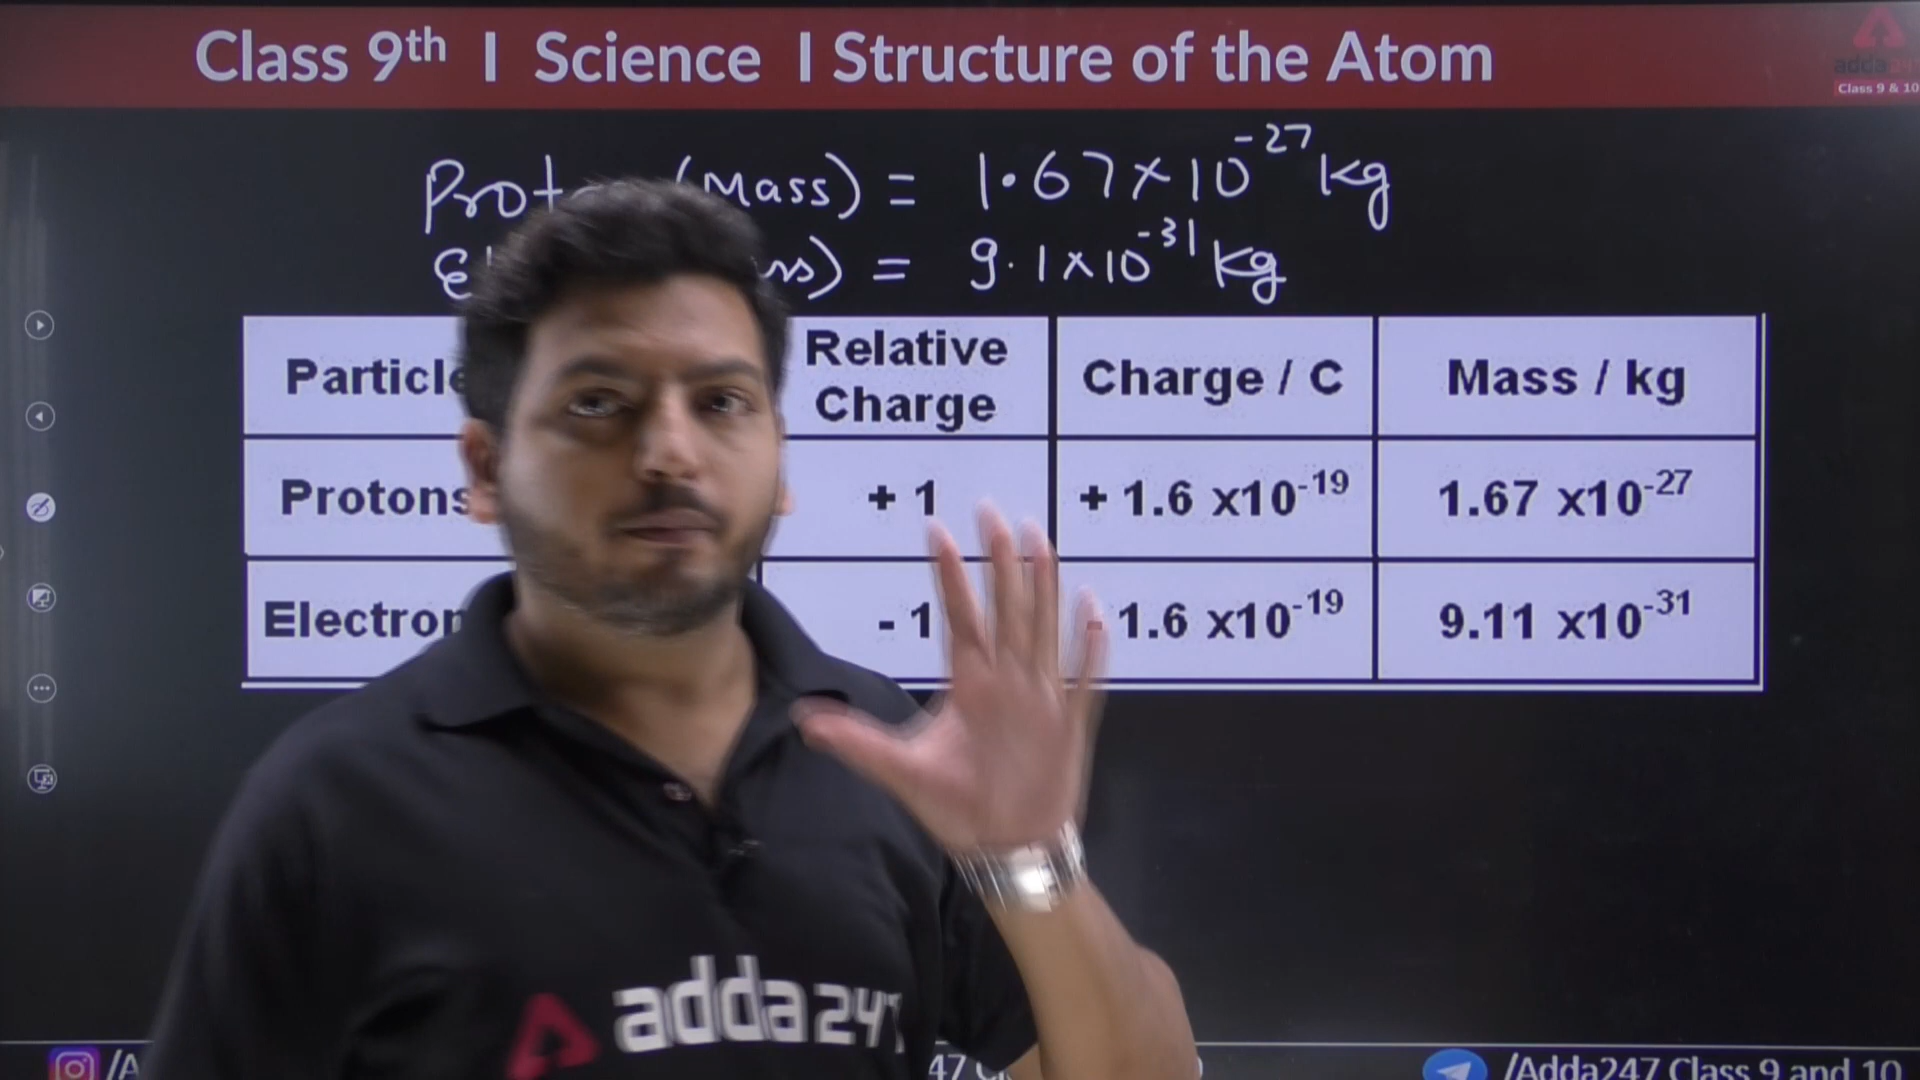 Class 9th I Science I Structure of the Atom
adda247
Class 9 & 10
(Mass) = 1.67×10⁻²⁷ kg
= 9.1×10⁻³¹ kg
Relative Charge Charge / C Mass / kg
Protons + 1 + 1.6 x10⁻¹⁹ 1.67 x10⁻²⁷
- 1 - 1.6 x10⁻¹⁹ 9.11 x10⁻³¹
adda247
/Adda247 Class 9 and 10